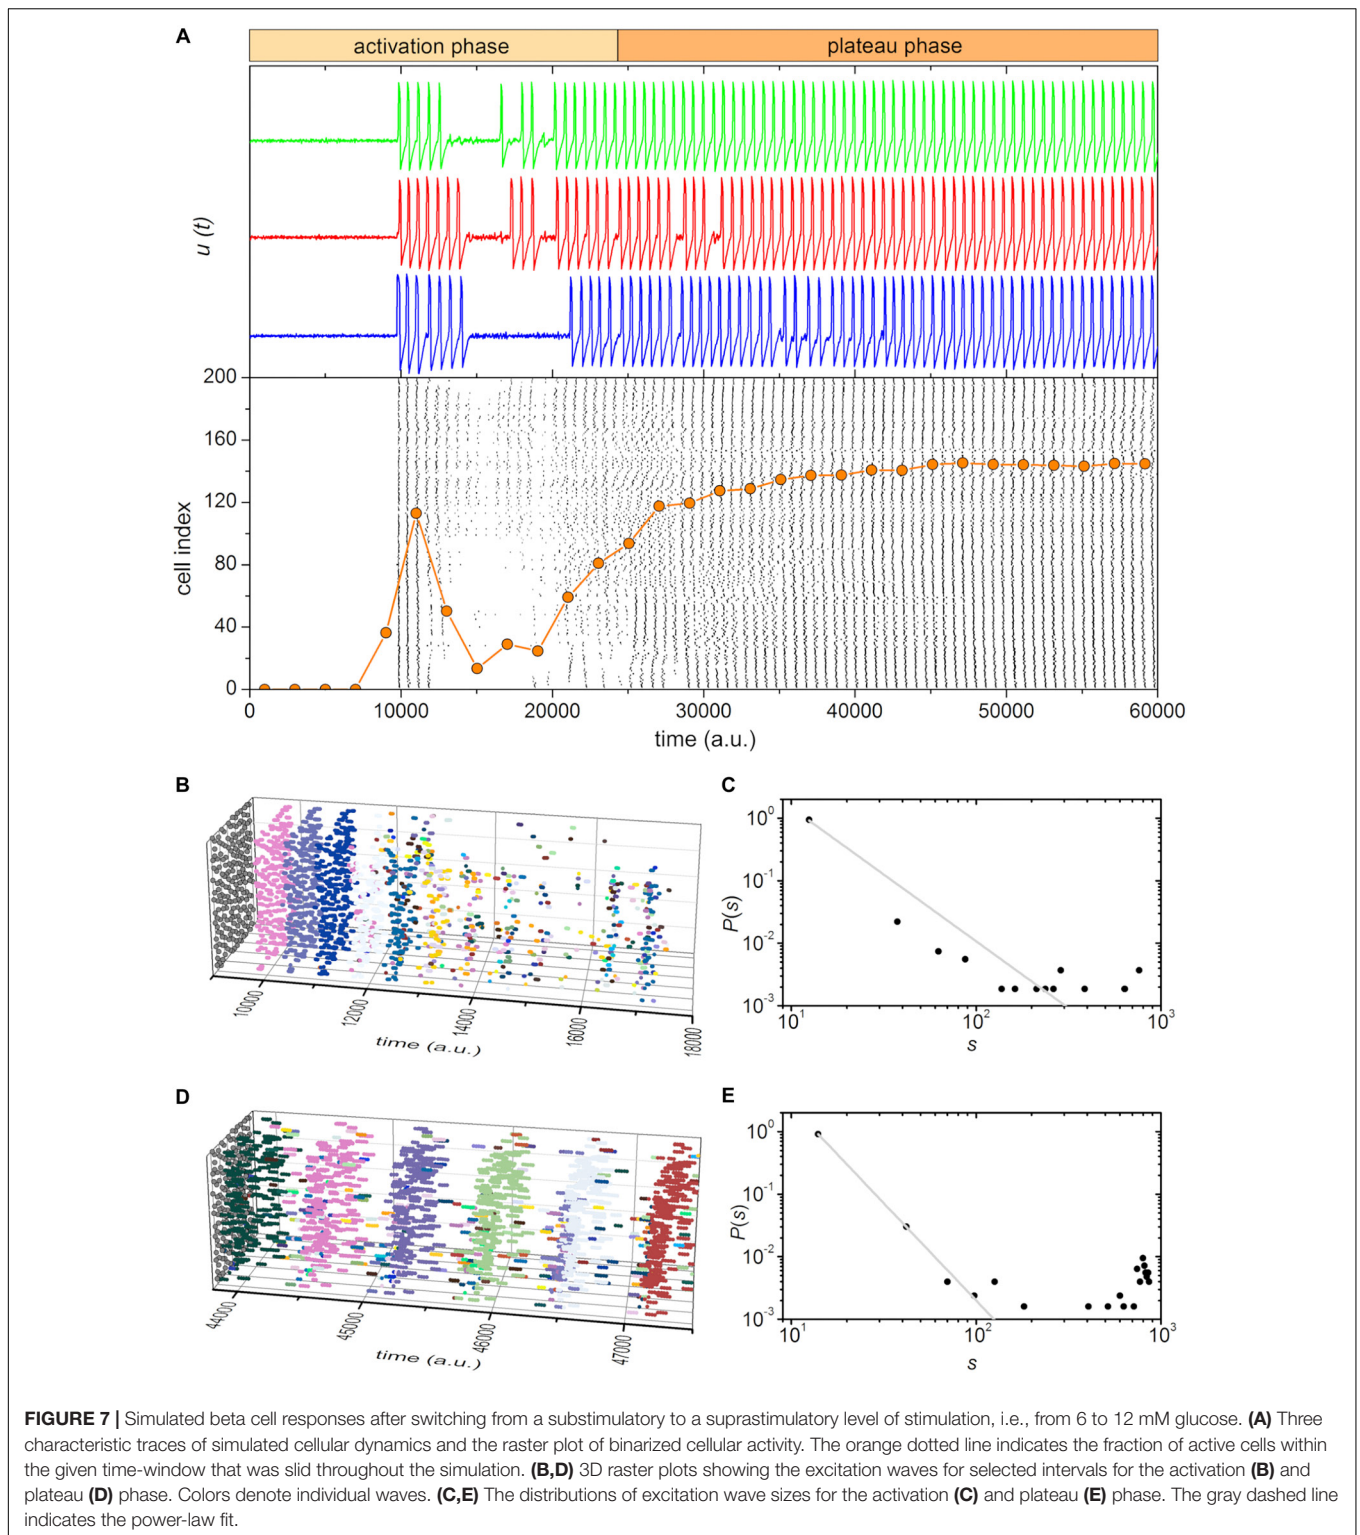 A
activation phase
plateau phase
u (t)
200
160
120
80
40
0
cell index
0
10000
20000
30000
40000
50000
60000
time (a.u.)
B
10000
12000
14000
16000
18000
time (a.u.)
C
10^0
10^-1
10^-2
10^-3
P(s)
10^1
10^2
10^3
s
D
44000
45000
46000
47000
time (a.u.)
E
10^0
10^-1
10^-2
10^-3
P(s)
10^1
10^2
10^3
s
FIGURE 7 | Simulated beta cell responses after switching from a substimulatory to a suprastimulatory level of stimulation, i.e., from 6 to 12 mM glucose. (A) Three
characteristic traces of simulated cellular dynamics and the raster plot of binarized cellular activity. The orange dotted line indicates the fraction of active cells within
the given time-window that was slid throughout the simulation. (B,D) 3D raster plots showing the excitation waves for selected intervals for the activation (B) and
plateau (D) phase. Colors denote individual waves. (C,E) The distributions of excitation wave sizes for the activation (C) and plateau (E) phase. The gray dashed line
indicates the power-law fit.